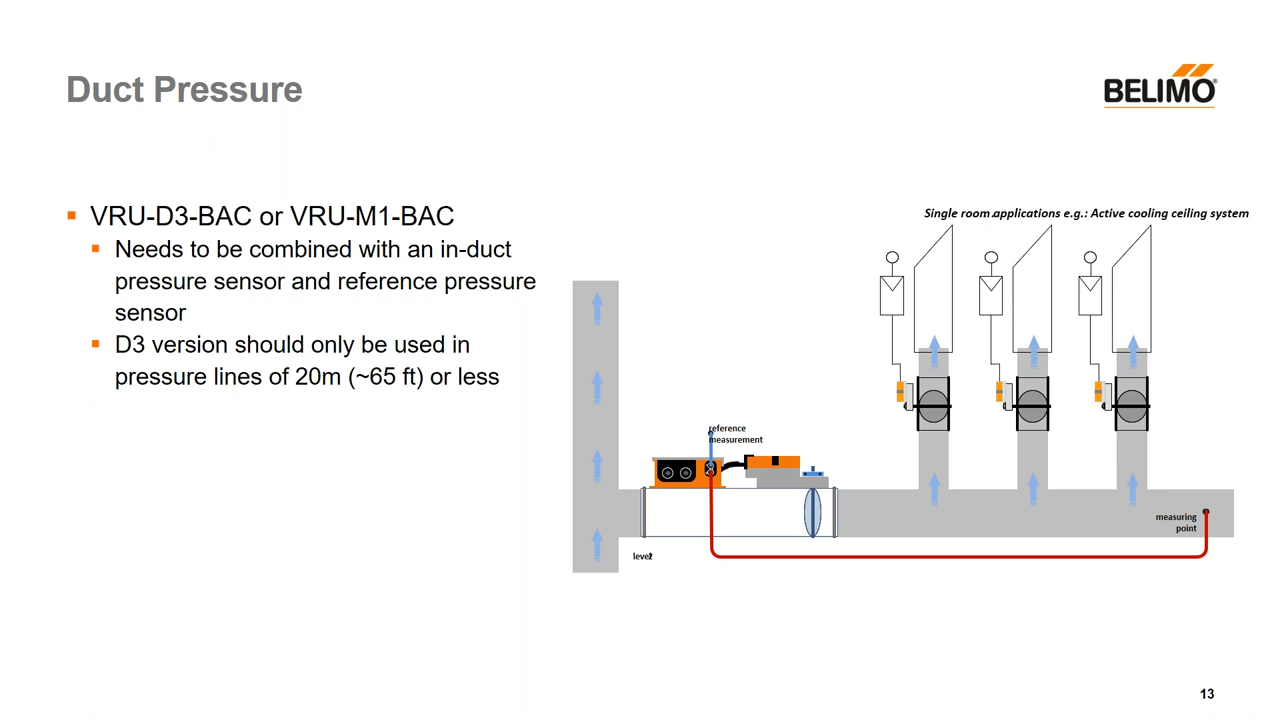 Duct Pressure
BELIMO
VRU-D3-BAC or VRU-M1-BAC
Needs to be combined with an in-duct
pressure sensor and reference pressure
sensor
D3 version should only be used in
pressure lines of 20m (~65 ft) or less
Single room applications e.g.: Active cooling ceiling system
reference
measurement
measuring
point
level
13